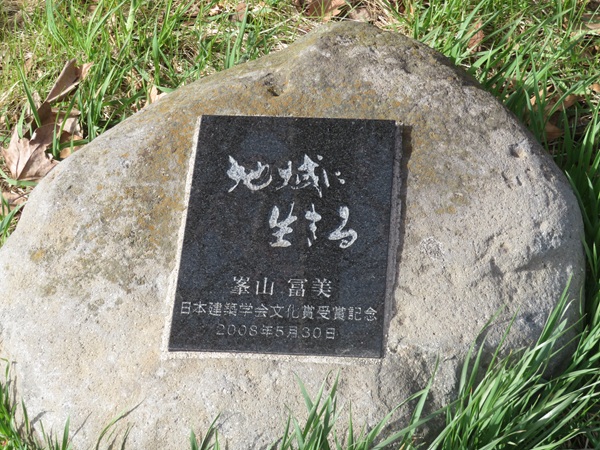 地域に
生きる
峯山 冨美
日本建築学会文化賞受賞記念
2008年5月30日